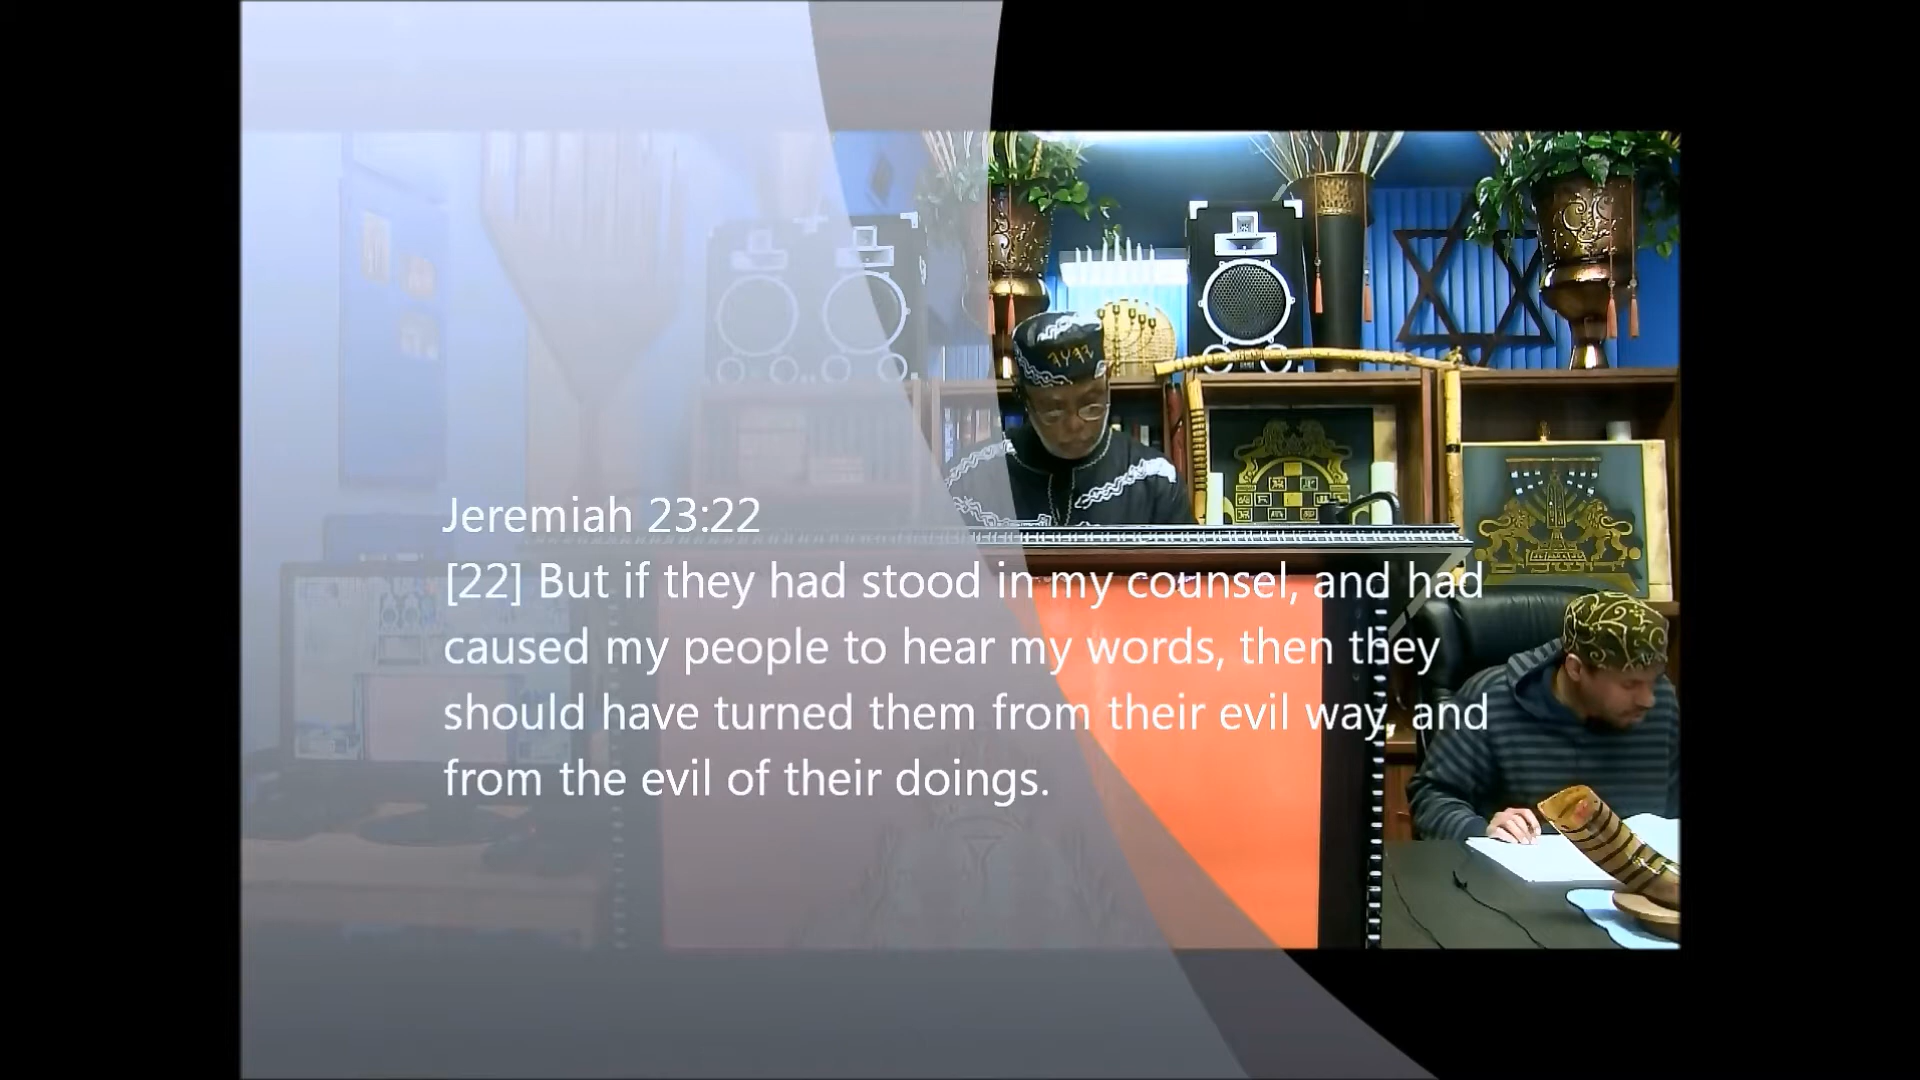 Jeremiah 23:22
[22] But if they had stood in my counsel, and had
caused my people to hear my words, then they
should have turned them from their evil way, and
from the evil of their doings.